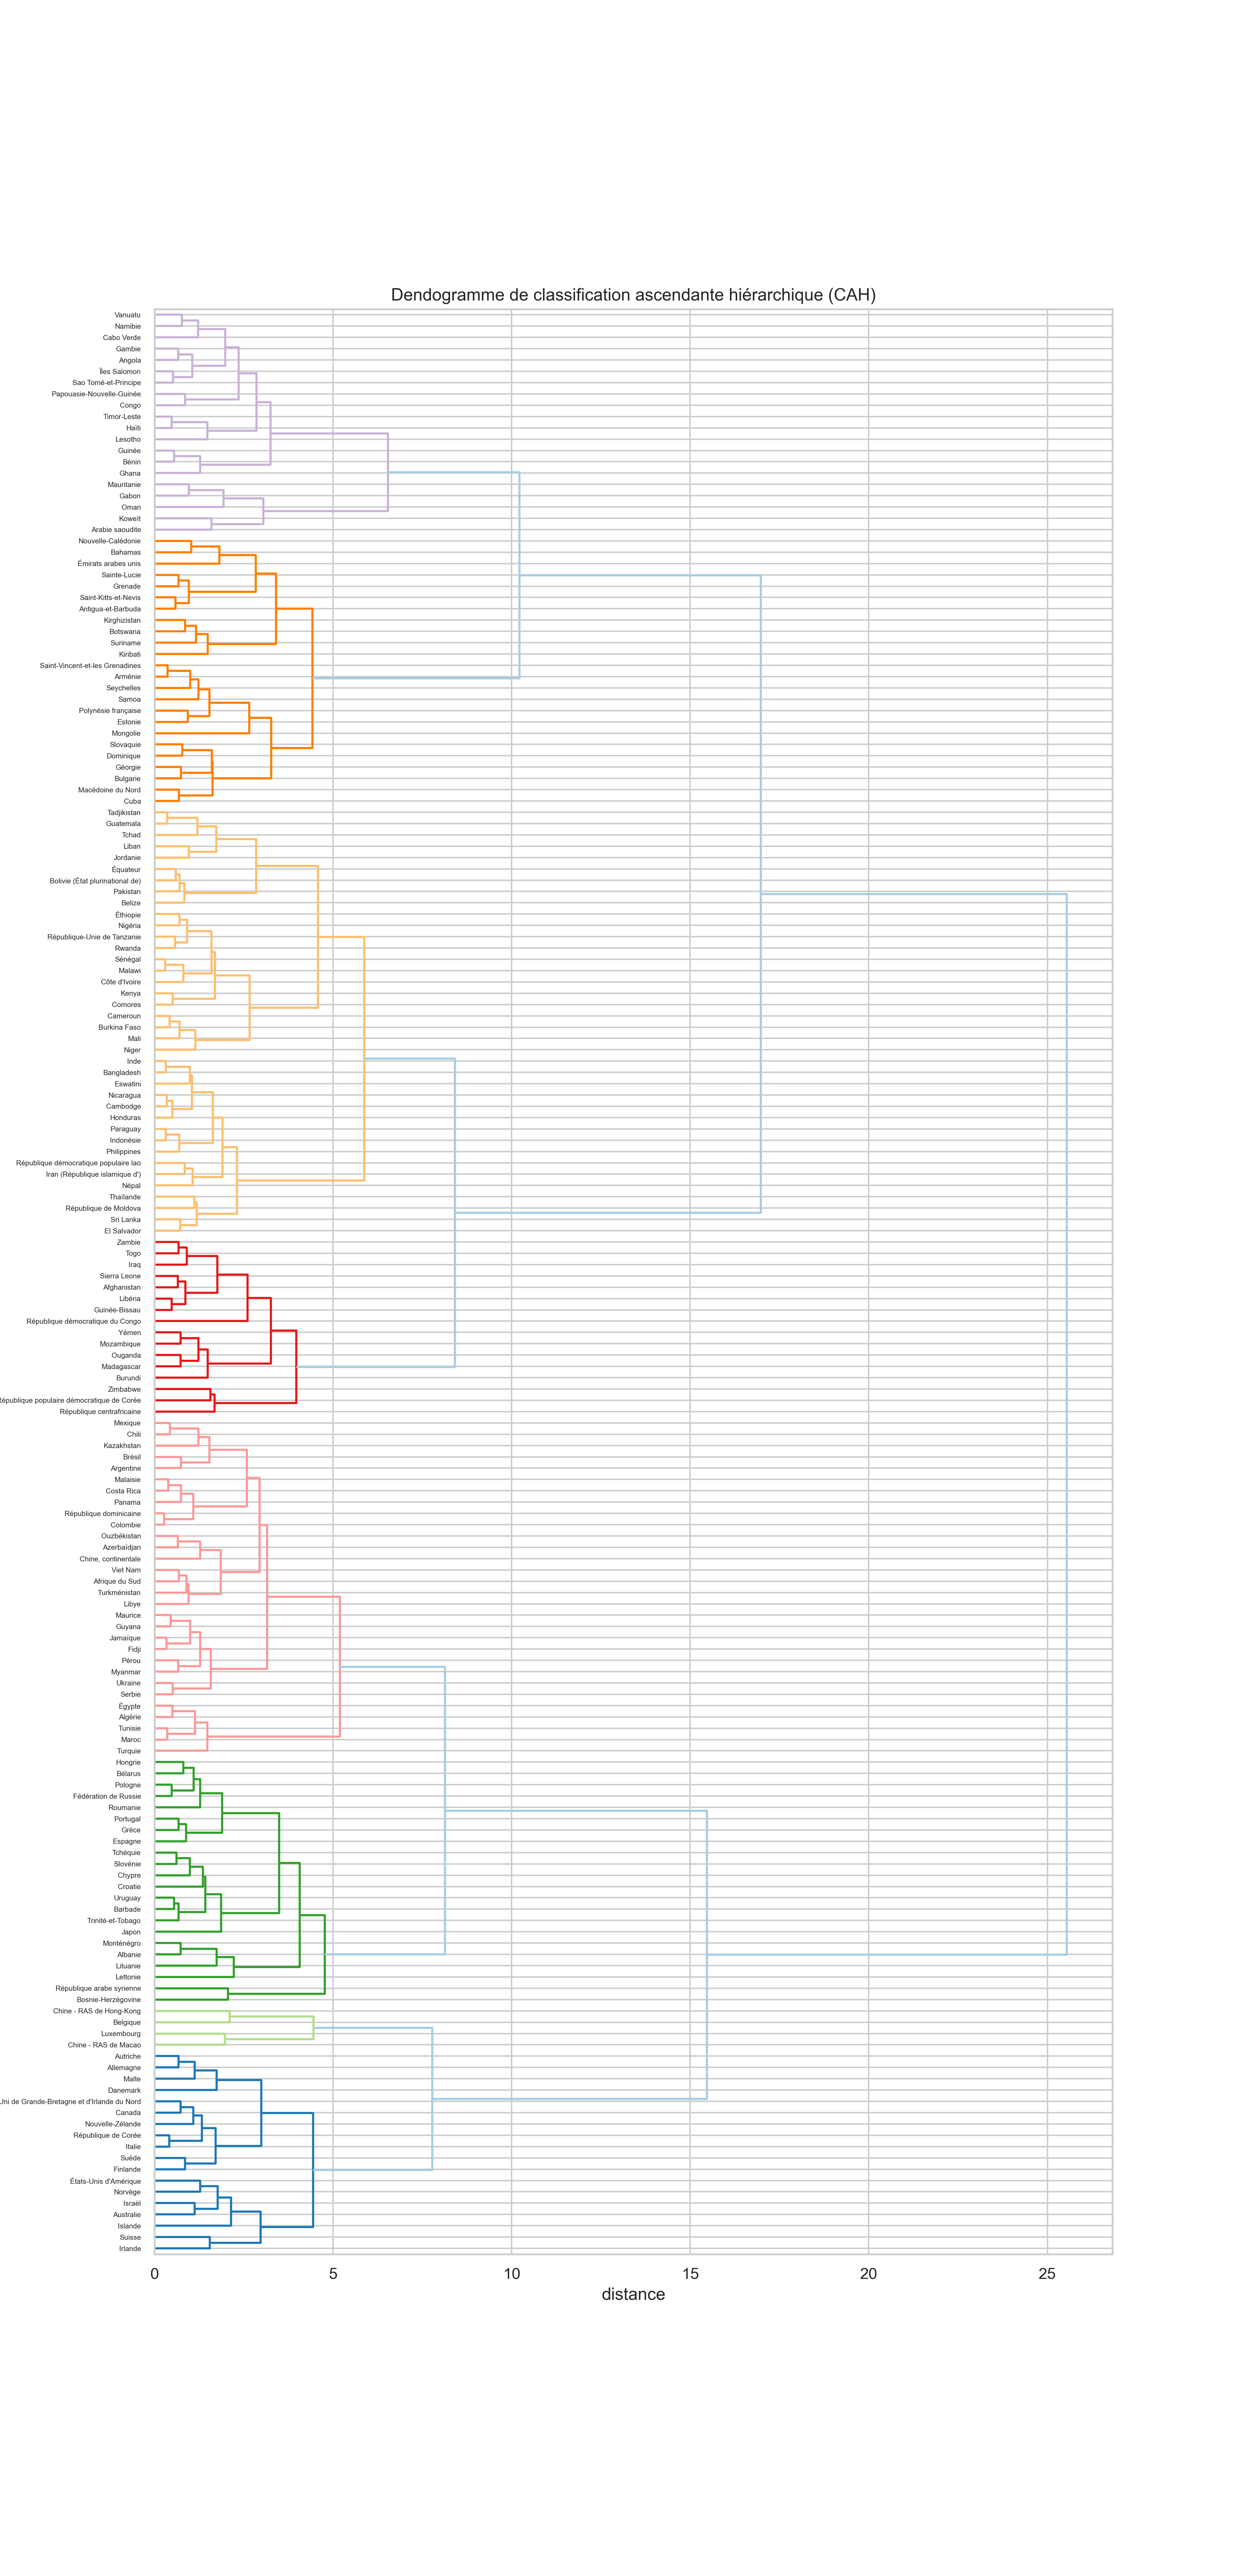 Dendogramme de classification ascendante hiérarchique (CAH)
Vanuatu
Namibie
Cabo Verde
Gambie
Angola
Îles Salomon
Sao Tomé-et-Principe
Papouasie-Nouvelle-Guinée
Congo
Timor-Leste
Haïti
Lesotho
Guinée
Bénin
Ghana
Mauritanie
Gabon
Oman
Koweït
Arabie saoudite
Nouvelle-Calédonie
Bahamas
Émirats arabes unis
Sainte-Lucie
Grenade
Saint-Kitts-et-Nevis
Antigua-et-Barbuda
Kirghizistan
Botswana
Suriname
Kiribati
Saint-Vincent-et-les Grenadines
Arménie
Seychelles
Samoa
Polynésie française
Estonie
Mongolie
Slovaquie
Dominique
Géorgie
Bulgarie
Macédoine du Nord
Cuba
Tadjikistan
Guatemala
Tchad
Liban
Jordanie
Équateur
Bolivie (État plurinational de)
Pakistan
Belize
Éthiopie
Nigéria
République-Unie de Tanzanie
Rwanda
Sénégal
Malawi
Côte d'Ivoire
Kenya
Comores
Cameroun
Burkina Faso
Mali
Niger
Inde
Bangladesh
Eswatini
Nicaragua
Cambodge
Honduras
Paraguay
Indonésie
Philippines
République démocratique populaire lao
Iran (République islamique d')
Népal
Thaïlande
République de Moldova
Sri Lanka
El Salvador
Zambie
Togo
Iraq
Sierra Leone
Afghanistan
Libéria
Guinée-Bissau
République démocratique du Congo
Yémen
Mozambique
Ouganda
Madagascar
Burundi
Zimbabwe
République populaire démocratique de Corée
République centrafricaine
Mexique
Chili
Kazakhstan
Brésil
Argentine
Malaisie
Costa Rica
Panama
République dominicaine
Colombie
Ouzbékistan
Azerbaïdjan
Chine, continentale
Viet Nam
Afrique du Sud
Turkménistan
Libye
Maurice
Guyana
Jamaïque
Fidji
Pérou
Myanmar
Ukraine
Serbie
Égypte
Algérie
Tunisie
Maroc
Turquie
Hongrie
Bélarus
Pologne
Fédération de Russie
Roumanie
Portugal
Grèce
Espagne
Tchéquie
Slovénie
Chypre
Croatie
Uruguay
Barbade
Trinité-et-Tobago
Japon
Monténégro
Albanie
Lituanie
Lettonie
République arabe syrienne
Bosnie-Herzégovine
Chine - RAS de Hong-Kong
Belgique
Luxembourg
Chine - RAS de Macao
Autriche
Allemagne
Malte
Danemark
Uni de Grande-Bretagne et d'Irlande du Nord
Canada
Nouvelle-Zélande
République de Corée
Italie
Suède
Finlande
États-Unis d'Amérique
Norvège
Israël
Australie
Islande
Suisse
Irlande
0 5 10 15 20 25
distance